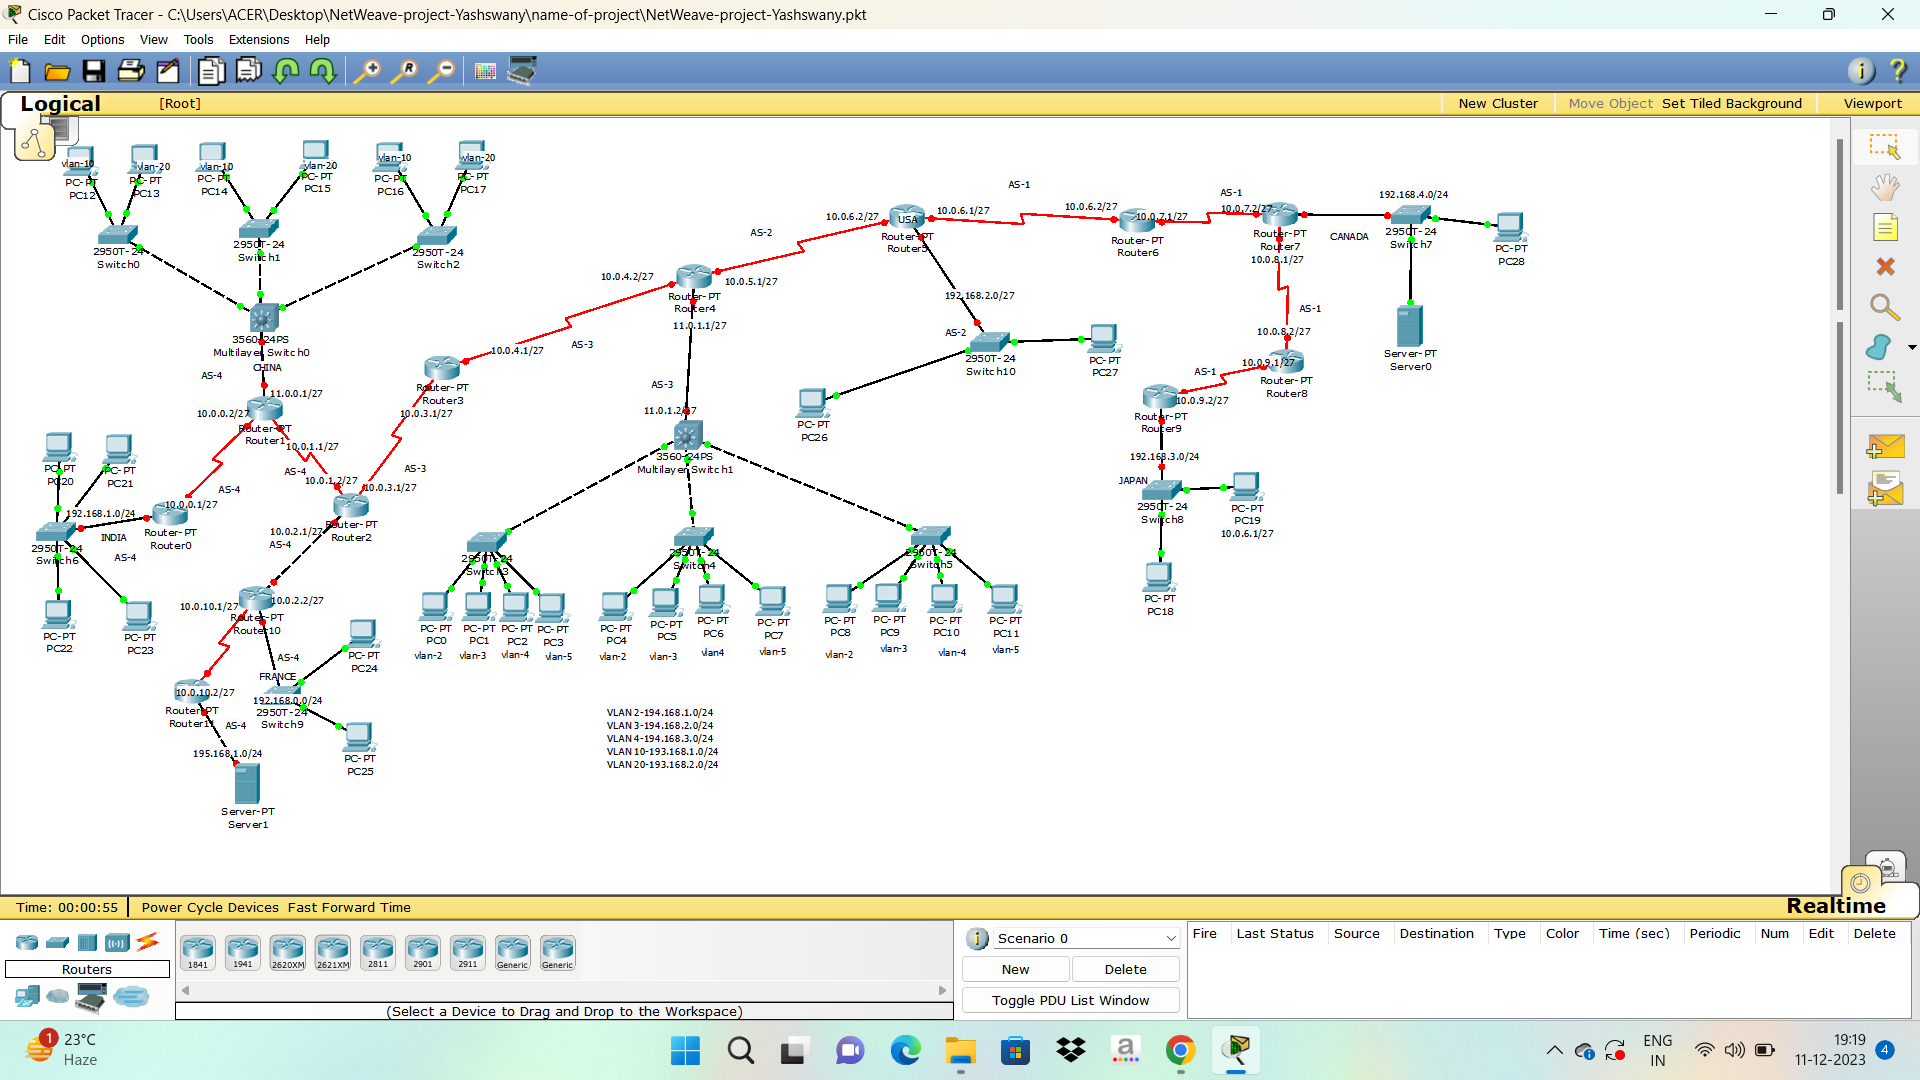 Cisco Packet Tracer - C:\Users\ACER\Desktop\NetWeave-project-Yashswany\name-of-project\NetWeave-project-Yashswany.pkt
File Edit Options View Tools Extensions Help
Logical [Root] New Cluster Move Object Set Tiled Background Viewport
vlan-10
PC-PT
PC12
vlan-20
PC-PT
PC13
vlan-10
PC-PT
PC14
vlan-20
PC-PT
PC15
vlan-10
PC-PT
PC16
vlan-20
PC-PT
PC17
2950T-24
Switch0
2950T-24
Switch1
2950T-24
Switch2
3560-24PS
Multilayer Switch0
CHINA
AS-4
11.0.0.1/27
10.0.0.2/27
Router-PT
Router1
10.0.1.1/27
AS-4
10.0.1.2/27
AS-4
10.0.0.1/27
Router-PT
Router0
PC-PT
PC20
PC-PT
PC21
192.168.1.0/24
INDIA
AS-4
2950T-24
Switch6
PC-PT
PC22
PC-PT
PC23
10.0.3.1/27
Router-PT
Router2
10.0.2.1/27
AS-4
10.0.2.2/27
10.0.10.1/27
Router-PT
Router10
AS-4
FRANCE
192.168.0.0/24
2950T-24
Switch9
PC-PT
PC24
PC-PT
PC25
10.0.10.2/27
Router-PT
Router11
AS-4
195.168.1.0/24
Server-PT
Server1
AS-3
10.0.3.1/27
Router-PT
Router3
10.0.4.1/27
AS-3
10.0.4.2/27
Router-PT
Router4
10.0.5.1/27
11.0.1.1/27
AS-2
AS-3
11.0.1.2/27
3560-24PS
Multilayer Switch1
2950T-24
Switch3
2950T-24
Switch4
2950T-24
Switch5
PC-PT
PC0
vlan-2
PC-PT
PC1
vlan-3
PC-PT
PC2
vlan-4
PC-PT
PC3
vlan-5
PC-PT
PC4
vlan-2
PC-PT
PC5
vlan-3
PC-PT
PC6
vlan4
PC-PT
PC7
vlan-5
PC-PT
PC8
vlan-2
PC-PT
PC9
vlan-3
PC-PT
PC10
vlan-4
PC-PT
PC11
vlan-5
VLAN 2-194.168.1.0/24
VLAN 3-194.168.2.0/24
VLAN 4-194.168.3.0/24
VLAN 10-193.168.1.0/24
VLAN 20-193.168.2.0/24
10.0.6.2/27
USA
Router-PT
Router5
10.0.6.1/27
192.168.2.0/27
AS-2
2950T-24
Switch10
PC-PT
PC27
PC-PT
PC26
AS-1
10.0.6.2/27
Router-PT
Router6
10.0.7.1/27
AS-1
10.0.7.2/27
Router-PT
Router7
10.0.8.1/27
192.168.4.0/24
CANADA
2950T-24
Switch7
PC-PT
PC28
Server-PT
Server0
AS-1
10.0.8.2/27
10.0.9.1/27
Router-PT
Router8
AS-1
10.0.9.2/27
Router-PT
Router9
192.168.3.0/24
JAPAN
2950T-24
Switch8
PC-PT
PC19
10.0.6.1/27
PC-PT
PC18
Time: 00:00:55 Power Cycle Devices Fast Forward Time Realtime
Routers
1841 1941 2620XM 2621XM 2811 2901 2911 Generic Generic
(Select a Device to Drag and Drop to the Workspace)
Scenario 0
New Delete
Toggle PDU List Window
Fire Last Status Source Destination Type Color Time (sec) Periodic Num Edit Delete
1
23°C
Haze
ENG
IN
19:19
11-12-2023
4